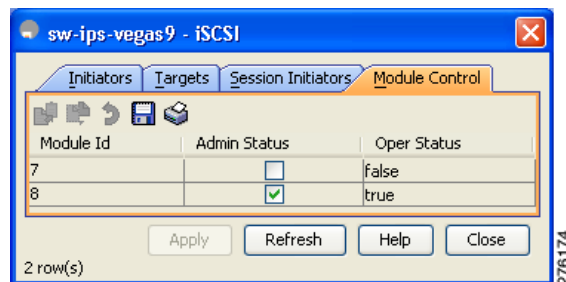 sw-ips-vegas9 - iSCSI
Initiators Targets Session Initiators Module Control
Module Id Admin Status Oper Status
7 false
8 true
Apply Refresh Help Close
2 row(s)
276174